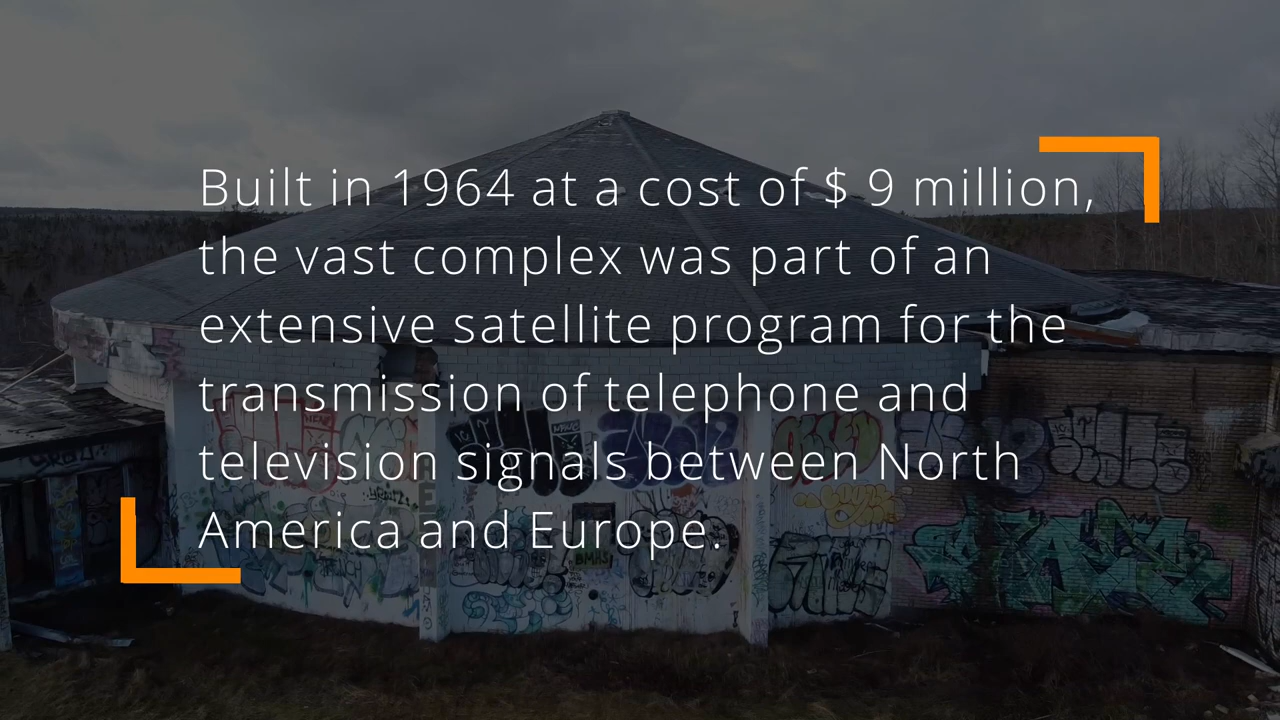 Built in 1964 at a cost of $ 9 million,
the vast complex was part of an
extensive satellite program for the
transmission of telephone and
television signals between North
America and Europe.